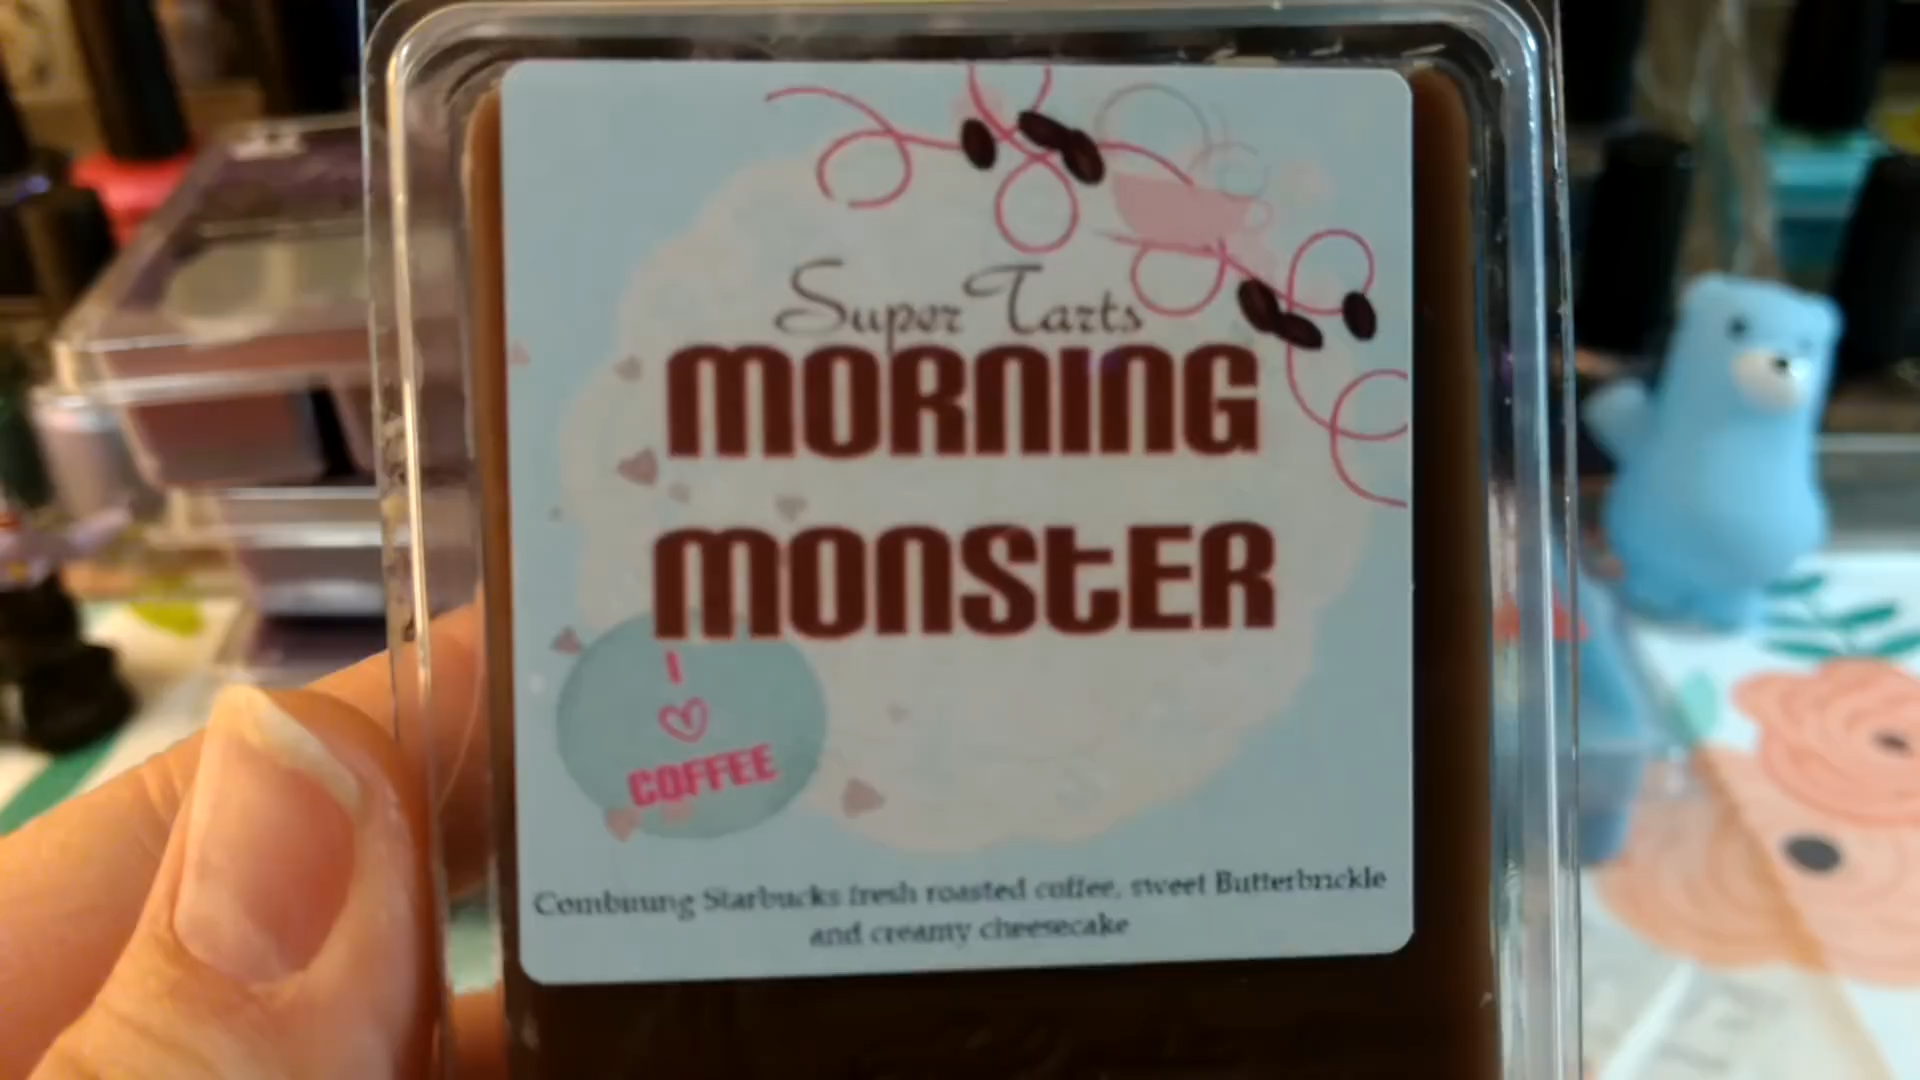 Super Tarts
MORNING
MONSTER
I
COFFEE
Combining Starbucks fresh roasted coffee, sweet Butterbrickle
and creamy cheesecake